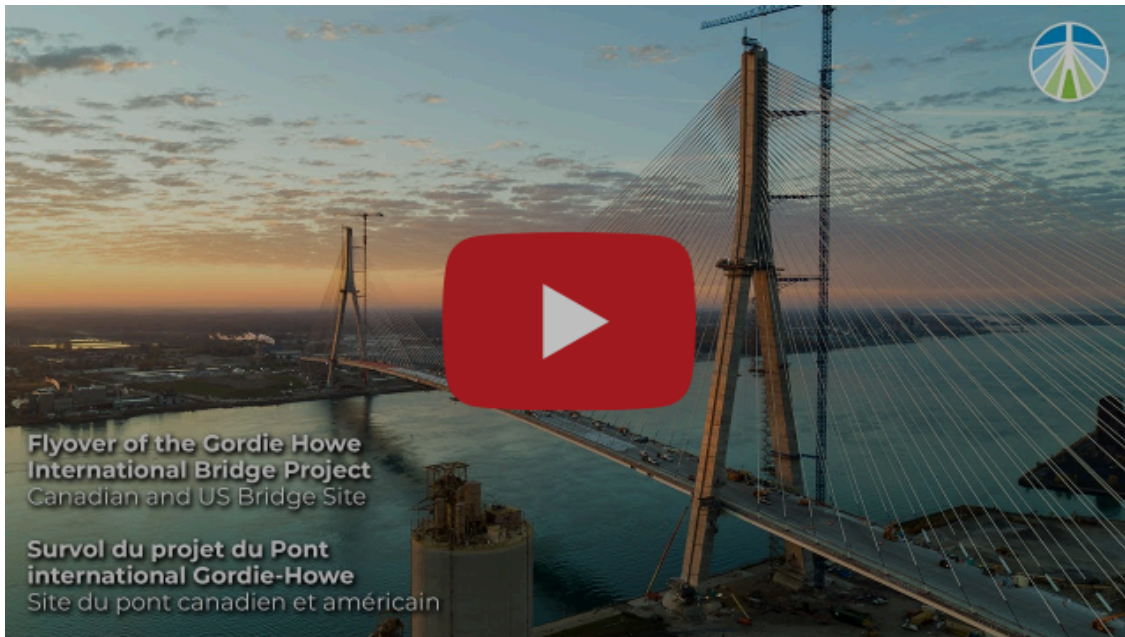 Flyover of the Gordie Howe
International Bridge Project
Canadian and US Bridge Site
Survol du projet du Pont
international Gordie-Howe
Site du pont canadien et américain